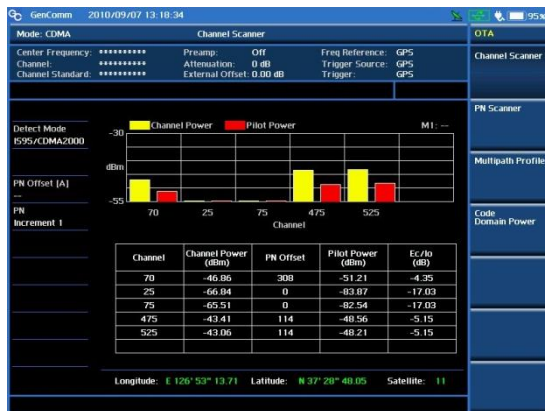 GenComm 2010/09/07 13:18:34 95%
Mode: CDMA Channel Scanner OTA
Center Frequency: ********** Preamp: Off Freq Reference: GPS
Channel: ********** Attenuation: 0 dB Trigger Source: GPS
Channel Standard: ********** External Offset: 0.00 dB Trigger: GPS
Channel Scanner
PN Scanner
Multipath Profile
Code
Domain Power
Detect Mode
IS95/CDMA2000
PN Offset [A]
--
PN
Increment 1
Channel Power Pilot Power M1: --
-30
dBm
-55
70 25 75 475 525
Channel
Channel Channel Power (dBm) PN Offset Pilot Power (dBm) Ec/Io (dB)
70 -46.86 308 -51.21 -4.35
25 -66.84 0 -83.87 -17.03
75 -65.51 0 -82.54 -17.03
475 -43.41 114 -48.56 -5.15
525 -43.06 114 -48.21 -5.15
Longitude: E 126' 53" 13.71 Latitude: N 37' 28" 48.05 Satellite: 11